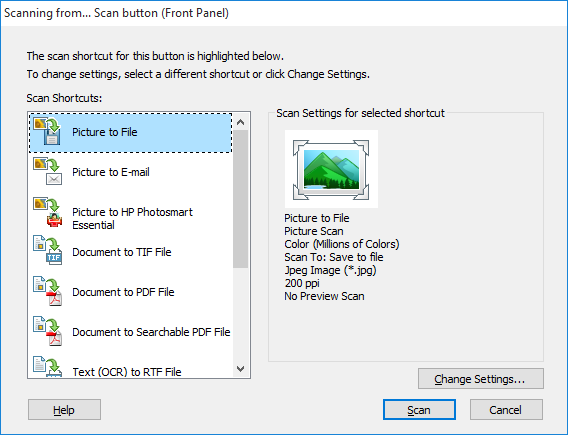 Scanning from... Scan button (Front Panel)
The scan shortcut for this button is highlighted below.
To change settings, select a different shortcut or click Change Settings.
Scan Shortcuts:
Picture to File
Picture to E-mail
Picture to HP Photosmart
Essential
Document to TIF File
TIF
Document to PDF File
Document to Searchable PDF File
Text (OCR) to RTF File
Scan Settings for selected shortcut
Picture to File
Picture Scan
Color (Millions of Colors)
Scan To: Save to file
Jpeg Image (*.jpg)
200 ppi
No Preview Scan
Change Settings...
Help
Scan
Cancel